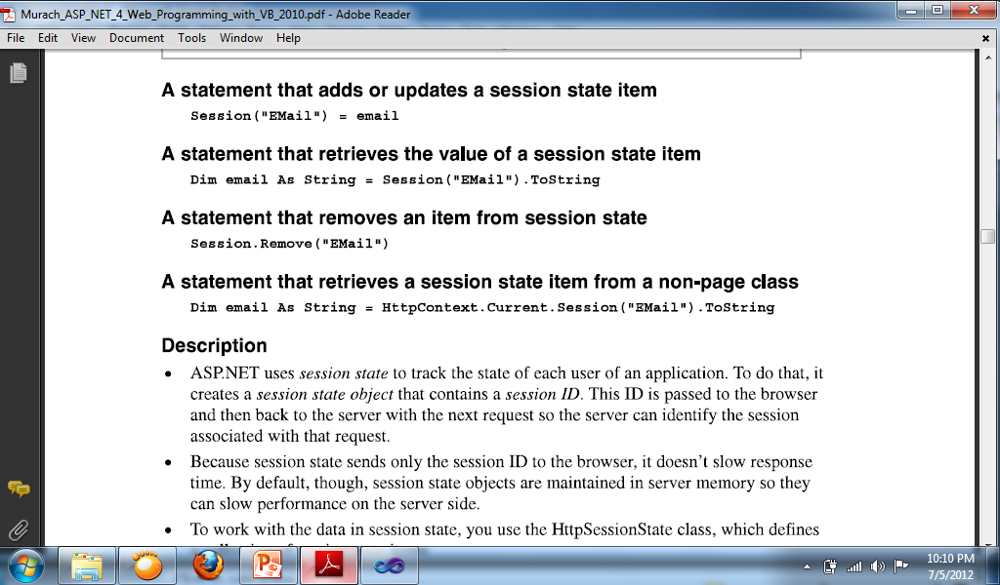 Murach_ASP_NET_4_Web_Programming_with_VB_2010.pdf - Adobe Reader
File Edit View Document Tools Window Help
A statement that adds or updates a session state item
Session("EMail") = email
A statement that retrieves the value of a session state item
Dim email As String = Session("EMail").ToString
A statement that removes an item from session state
Session.Remove("EMail")
A statement that retrieves a session state item from a non-page class
Dim email As String = HttpContext.Current.Session("EMail").ToString
Description
• ASP.NET uses session state to track the state of each user of an application. To do that, it
creates a session state object that contains a session ID. This ID is passed to the browser
and then back to the server with the next request so the server can identify the session
associated with that request.
• Because session state sends only the session ID to the browser, it doesn't slow response
time. By default, though, session state objects are maintained in server memory so they
can slow performance on the server side.
• To work with the data in session state, you use the HttpSessionState class, which defines
10:10 PM
7/5/2012